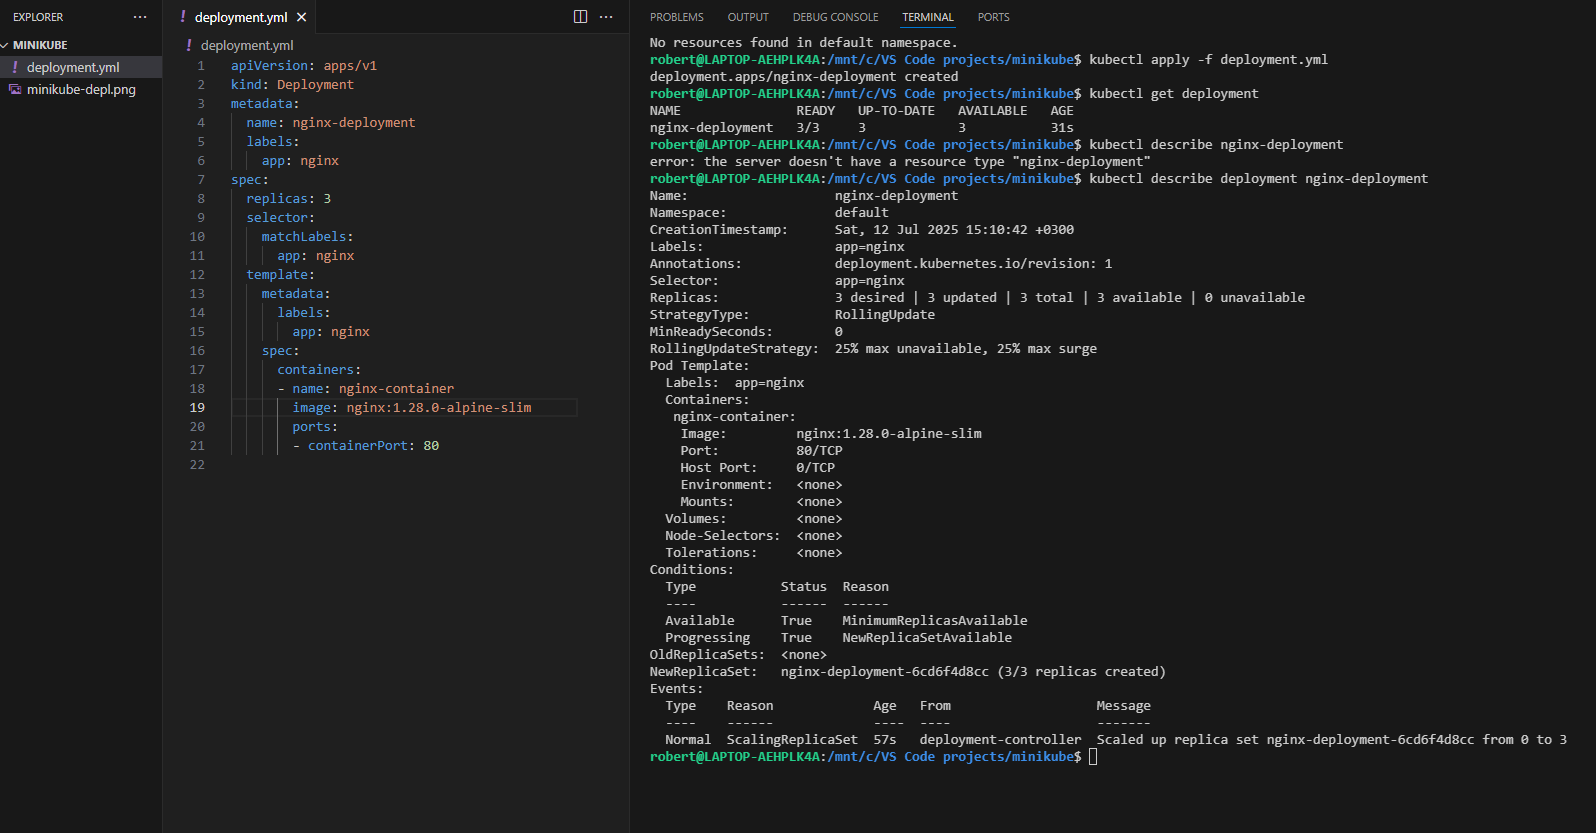 EXPLORER ···
MINIKUBE
! deployment.yml
minikube-depl.png
! deployment.yml ×
! deployment.yml
1 apiVersion: apps/v1
2 kind: Deployment
3 metadata:
4   name: nginx-deployment
5   labels:
6     app: nginx
7 spec:
8   replicas: 3
9   selector:
10     matchLabels:
11       app: nginx
12   template:
13     metadata:
14       labels:
15         app: nginx
16     spec:
17       containers:
18       - name: nginx-container
19         image: nginx:1.28.0-alpine-slim
20         ports:
21         - containerPort: 80
22
PROBLEMS OUTPUT DEBUG CONSOLE TERMINAL PORTS
No resources found in default namespace.
robert@LAPTOP-AEHPLK4A:/mnt/c/VS Code projects/minikube$ kubectl apply -f deployment.yml
deployment.apps/nginx-deployment created
robert@LAPTOP-AEHPLK4A:/mnt/c/VS Code projects/minikube$ kubectl get deployment
NAME               READY   UP-TO-DATE   AVAILABLE   AGE
nginx-deployment   3/3     3            3           31s
robert@LAPTOP-AEHPLK4A:/mnt/c/VS Code projects/minikube$ kubectl describe nginx-deployment
error: the server doesn't have a resource type "nginx-deployment"
robert@LAPTOP-AEHPLK4A:/mnt/c/VS Code projects/minikube$ kubectl describe deployment nginx-deployment
Name:                   nginx-deployment
Namespace:              default
CreationTimestamp:      Sat, 12 Jul 2025 15:10:42 +0300
Labels:                 app=nginx
Annotations:            deployment.kubernetes.io/revision: 1
Selector:               app=nginx
Replicas:               3 desired | 3 updated | 3 total | 3 available | 0 unavailable
StrategyType:           RollingUpdate
MinReadySeconds:        0
RollingUpdateStrategy:  25% max unavailable, 25% max surge
Pod Template:
  Labels:  app=nginx
  Containers:
   nginx-container:
    Image:         nginx:1.28.0-alpine-slim
    Port:          80/TCP
    Host Port:     0/TCP
    Environment:   <none>
    Mounts:        <none>
  Volumes:         <none>
  Node-Selectors:  <none>
  Tolerations:     <none>
Conditions:
  Type           Status  Reason
  ----           ------  ------
  Available      True    MinimumReplicasAvailable
  Progressing    True    NewReplicaSetAvailable
OldReplicaSets:  <none>
NewReplicaSet:   nginx-deployment-6cd6f4d8cc (3/3 replicas created)
Events:
  Type    Reason             Age   From                   Message
  ----    ------             ----  ----                   -------
  Normal  ScalingReplicaSet  57s   deployment-controller  Scaled up replica set nginx-deployment-6cd6f4d8cc from 0 to 3
robert@LAPTOP-AEHPLK4A:/mnt/c/VS Code projects/minikube$